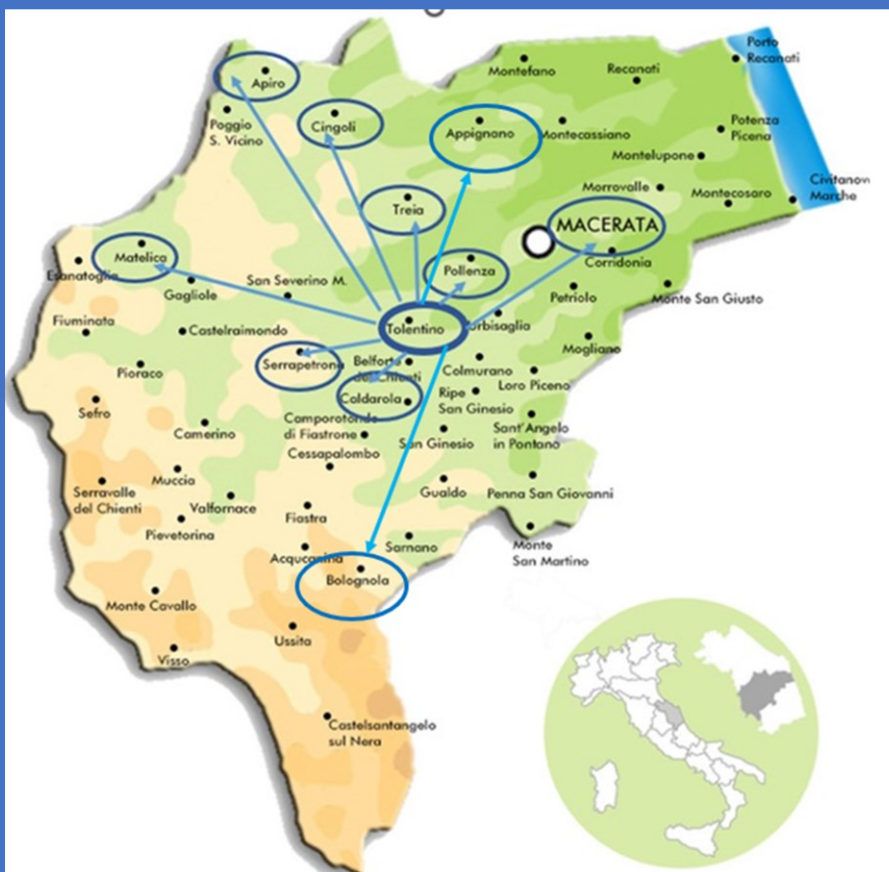 Porto
Recanati
Montefano
Recanati
Apiro
Poggio
S. Vicino
Cingoli
Appignano
Montecassiano
Potenza
Picena
Montelupone
Civitanov
Marche
Morrovalle
Montecosaro
Treia
MACERATA
Corridonia
Matelica
Esanatoglia
Pollenza
Gagliole
San Severino M.
Petriolo
Monte San Giusto
Fiuminata
Castelraimondo
Tolentino
Urbisaglia
Mogliano
Pioraco
Serrapetrona
Belforte
del Chienti
Colmurano
Loro Piceno
Caldarola
Ripe
San Ginesio
Sefro
Camerino
Camporotondo
di Fiastrone
San Ginesio
Sant'Angelo
in Pontano
Cessapalombo
Muccia
Serravalle
del Chienti
Valfornace
Gualdo
Penna San Giovanni
Pievetorina
Fiastra
Acqucanina
Sarnano
Monte
San Martino
Bolognola
Monte Cavallo
Ussita
Visso
Castelsantangelo
sul Nera